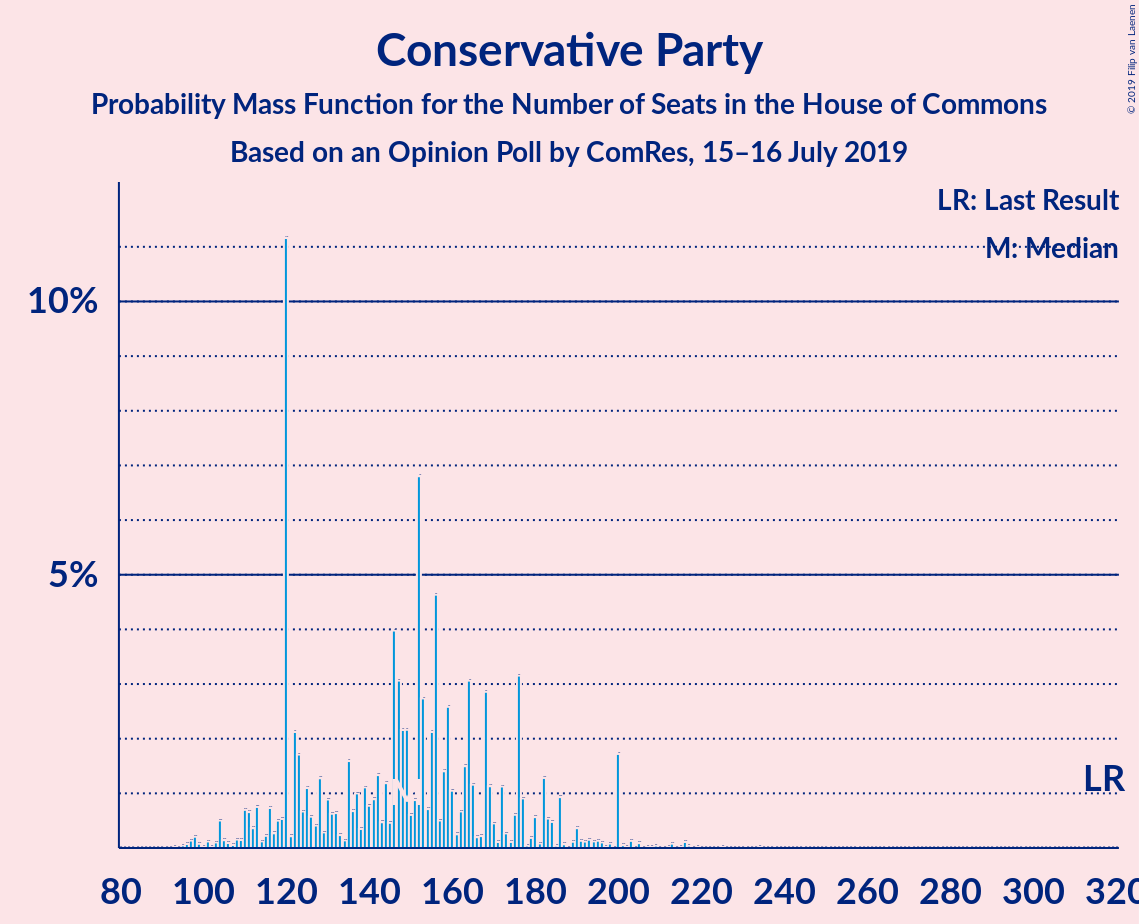 Conservative Party
Probability Mass Function for the Number of Seats in the House of Commons
Based on an Opinion Poll by ComRes, 15–16 July 2019
© 2019 Filip van Laenen
LR: Last Result
M: Median
10%
5%
M
LR
80 100 120 140 160 180 200 220 240 260 280 300 320